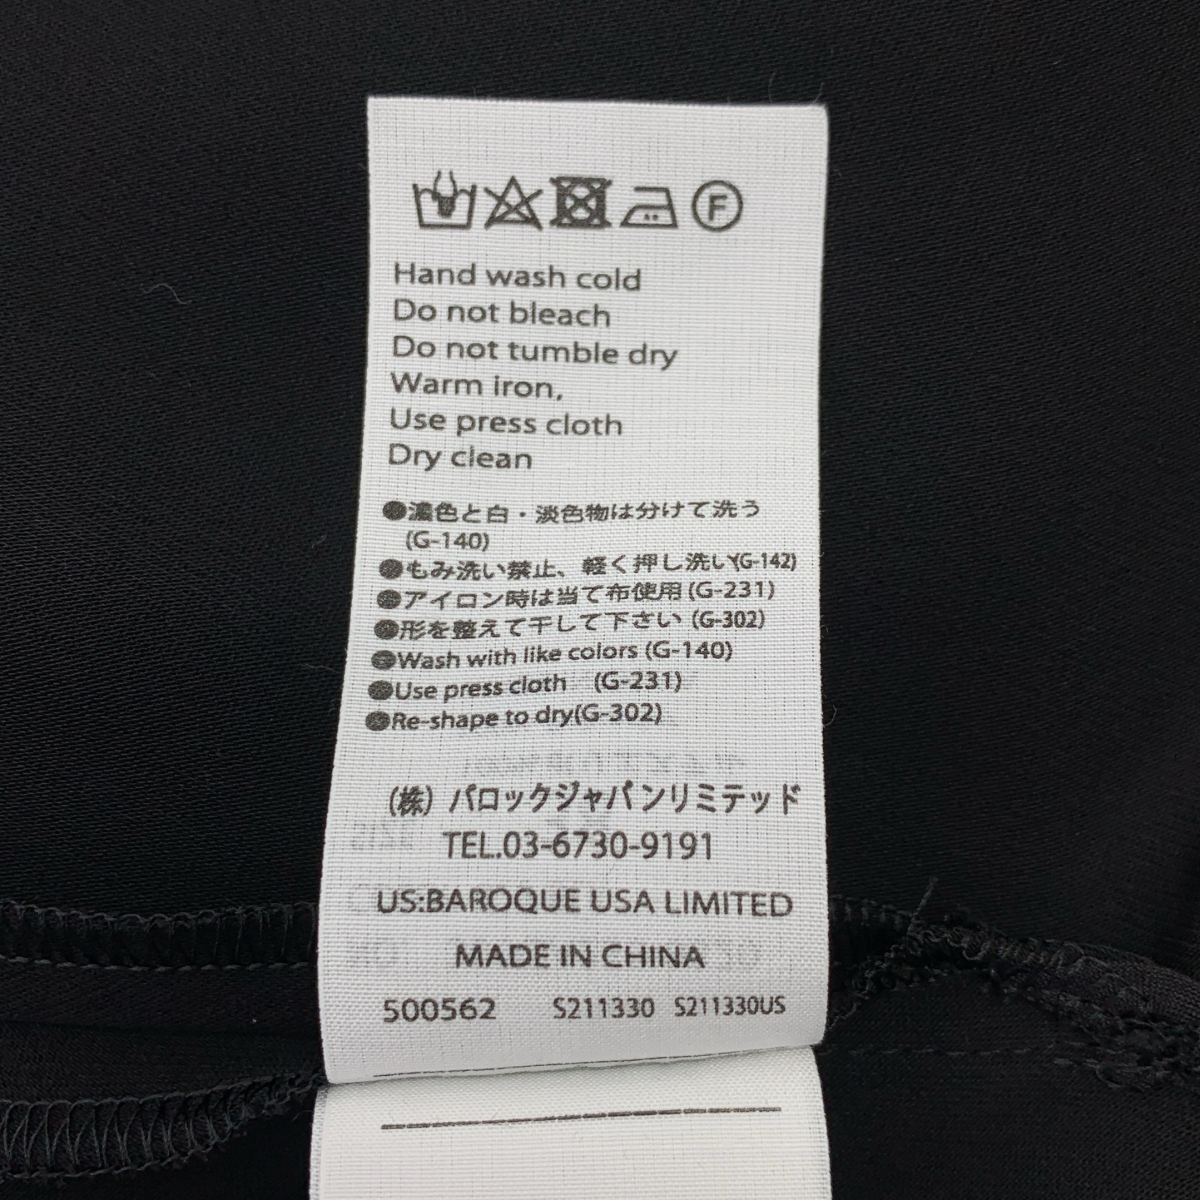 F
Hand wash cold
Do not bleach
Do not tumble dry
Warm iron,
Use press cloth
Dry clean
●濃色と白・淡色物は分けて洗う
(G-140)
●もみ洗い禁止、軽く押し洗い(G-142)
●アイロン時は当て布使用(G-231)
●形を整えて干して下さい (G-302)
●Wash with like colors (G-140)
●Use press cloth (G-231)
●Re-shape to dry(G-302)
(株) バロックジャパンリミテッド
TEL.03-6730-9191
US:BAROQUE USA LIMITED
MADE IN CHINA
500562 S211330 S211330US